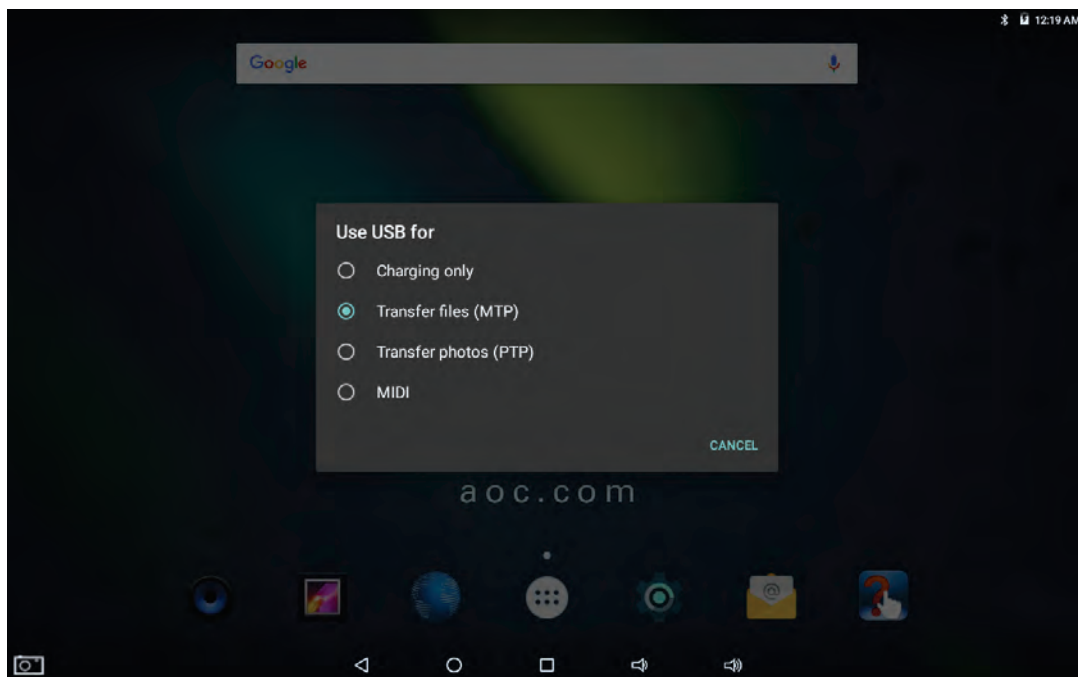 12:19 AM
Google
Use USB for
Charging only
Transfer files (MTP)
Transfer photos (PTP)
MIDI
CANCEL
aoc.com
@
?